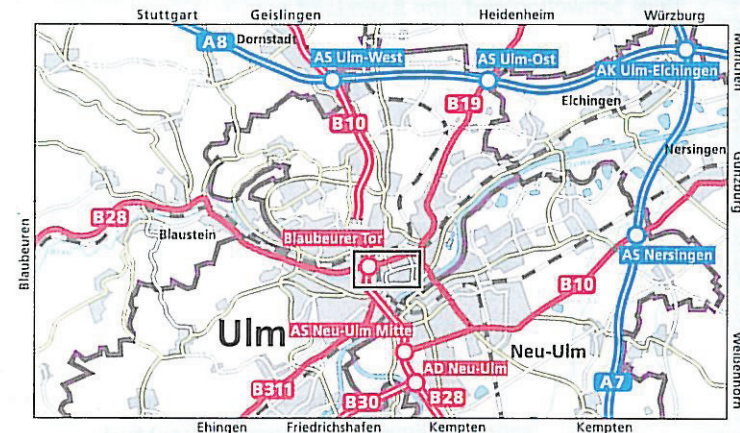 Stuttgart
Geislingen
Heidenheim
Würzburg
A8
Dornstadt
AS Ulm-West
AS Ulm-Ost
AK Ulm-Elchingen
München
B10
B19
Elchingen
Nersingen
Günzburg
B28
Blaustein
Blaubeurer Tor
Blaubeuren
AS Nersingen
B10
Ulm
AS Neu-Ulm Mitte
Neu-Ulm
Weißenhorn
AD Neu-Ulm
A7
B311
B30
B28
Ehingen
Friedrichshafen
Kempten
Kempten